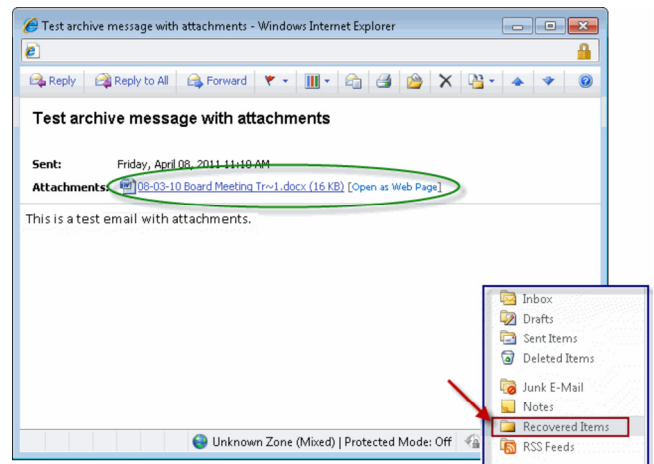 Test archive message with attachments - Windows Internet Explorer
Reply Reply to All Forward
Test archive message with attachments
Sent: Friday, April 08, 2011 11:10 AM
Attachments: 08-03-10 Board Meeting Tr~1.docx (16 KB) [Open as Web Page]
This is a test email with attachments.
Inbox
Drafts
Sent Items
Deleted Items
Junk E-Mail
Notes
Recovered Items
RSS Feeds
Unknown Zone (Mixed) | Protected Mode: Off